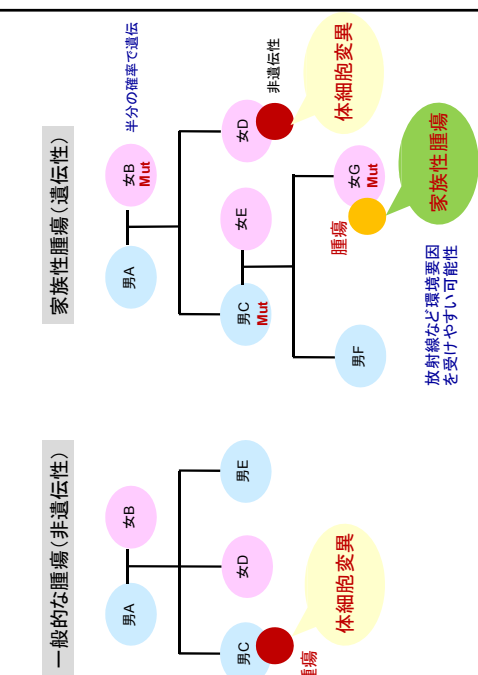 一般的な腫瘍(非遺伝性)
男A
女B
男C
女D
男E
腫瘍
体細胞変異
家族性腫瘍(遺伝性)
男A
女B
Mut
半分の確率で遺伝
男C
Mut
女E
女D
非遺伝性
体細胞変異
男F
腫瘍
女G
Mut
家族性腫瘍
放射線など環境要因
を受けやすい可能性